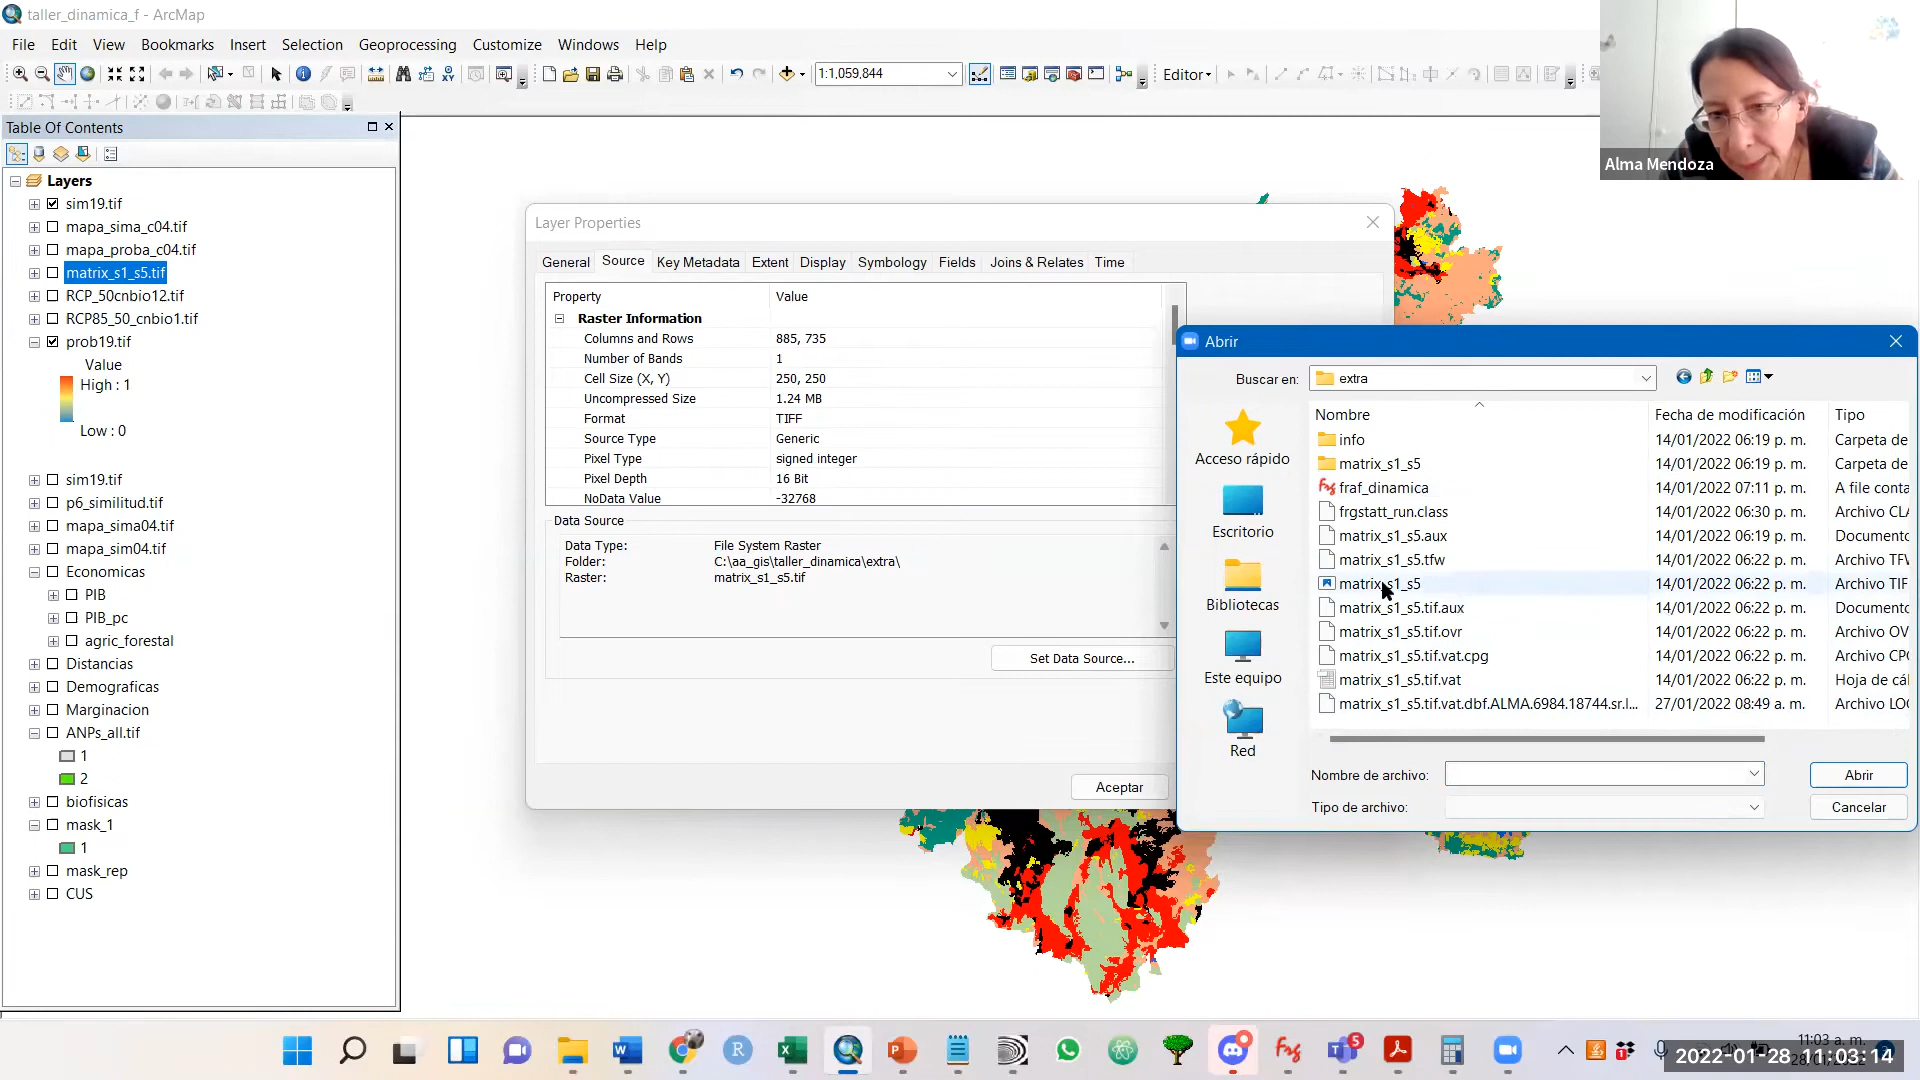 taller_dinamica_f - ArcMap
File Edit View Bookmarks Insert Selection Geoprocessing Customize Windows Help
1:1,059,844
Editor
Alma Mendoza
Table Of Contents
Layers
sim19.tif
mapa_sima_c04.tif
mapa_proba_c04.tif
matrix_s1_s5.tif
RCP_50cnbio12.tif
RCP85_50_cnbio1.tif
prob19.tif
Value
High : 1
Low : 0
sim19.tif
p6_similitud.tif
mapa_sima04.tif
mapa_sim04.tif
Economicas
PIB
PIB_pc
agric_forestal
Distancias
Demograficas
Marginacion
ANPs_all.tif
1
2
biofisicas
mask_1
1
mask_rep
CUS
Layer Properties
General Source Key Metadata Extent Display Symbology Fields Joins & Relates Time
Property Value
Raster Information
Columns and Rows 885, 735
Number of Bands 1
Cell Size (X, Y) 250, 250
Uncompressed Size 1.24 MB
Format TIFF
Source Type Generic
Pixel Type signed integer
Pixel Depth 16 Bit
NoData Value -32768
Data Source
Data Type: File System Raster
Folder: C:\aa_gis\taller_dinamica\extra\
Raster: matrix_s1_s5.tif
Set Data Source...
Aceptar
Abrir
Buscar en: extra
Acceso rápido
Escritorio
Bibliotecas
Este equipo
Red
Nombre Fecha de modificación Tipo
info 14/01/2022 06:19 p. m. Carpeta de
matrix_s1_s5 14/01/2022 06:19 p. m. Carpeta de
fraf_dinamica 14/01/2022 07:11 p. m. A file conta
frgstatt_run.class 14/01/2022 06:30 p. m. Archivo CLA
matrix_s1_s5.aux 14/01/2022 06:19 p. m. Documento
matrix_s1_s5.tfw 14/01/2022 06:22 p. m. Archivo TFW
matrix_s1_s5 14/01/2022 06:22 p. m. Archivo TIF
matrix_s1_s5.tif.aux 14/01/2022 06:22 p. m. Documento
matrix_s1_s5.tif.ovr 14/01/2022 06:22 p. m. Archivo OV
matrix_s1_s5.tif.vat.cpg 14/01/2022 06:22 p. m. Archivo CPG
matrix_s1_s5.tif.vat 14/01/2022 06:22 p. m. Hoja de cál
matrix_s1_s5.tif.vat.dbf.ALMA.6984.18744.sr.l... 27/01/2022 08:49 a. m. Archivo LOC
Nombre de archivo:
Abrir
Tipo de archivo:
Cancelar
5
11:03 a. m.
2022-01-28 11:03:14